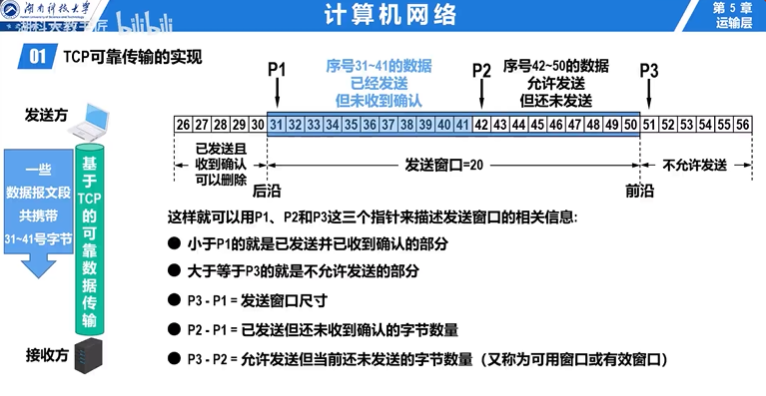 湖南科技大学
计算机网络
第 5 章
运输层
湖科大教书匠 bilibili
01 TCP可靠传输的实现
P1
序号31~41的数据
已经发送
但未收到确认
P2
序号42~50的数据
允许发送
但还未发送
P3
发送方
26 27 28 29 30 31 32 33 34 35 36 37 38 39 40 41 42 43 44 45 46 47 48 49 50 51 52 53 54 55 56
已发送且
收到确认
可以删除
发送窗口=20
不允许发送
后沿
前沿
一些
数据报文段
共携带
31~41号字节
基于TCP的可靠数据传输
接收方
这样就可以用P1、P2和P3这三个指针来描述发送窗口的相关信息:
● 小于P1的就是已发送并已收到确认的部分
● 大于等于P3的就是不允许发送的部分
● P3 - P1 = 发送窗口尺寸
● P2 - P1 = 已发送但还未收到确认的字节数量
● P3 - P2 = 允许发送但当前还未发送的字节数量（又称为可用窗口或有效窗口）